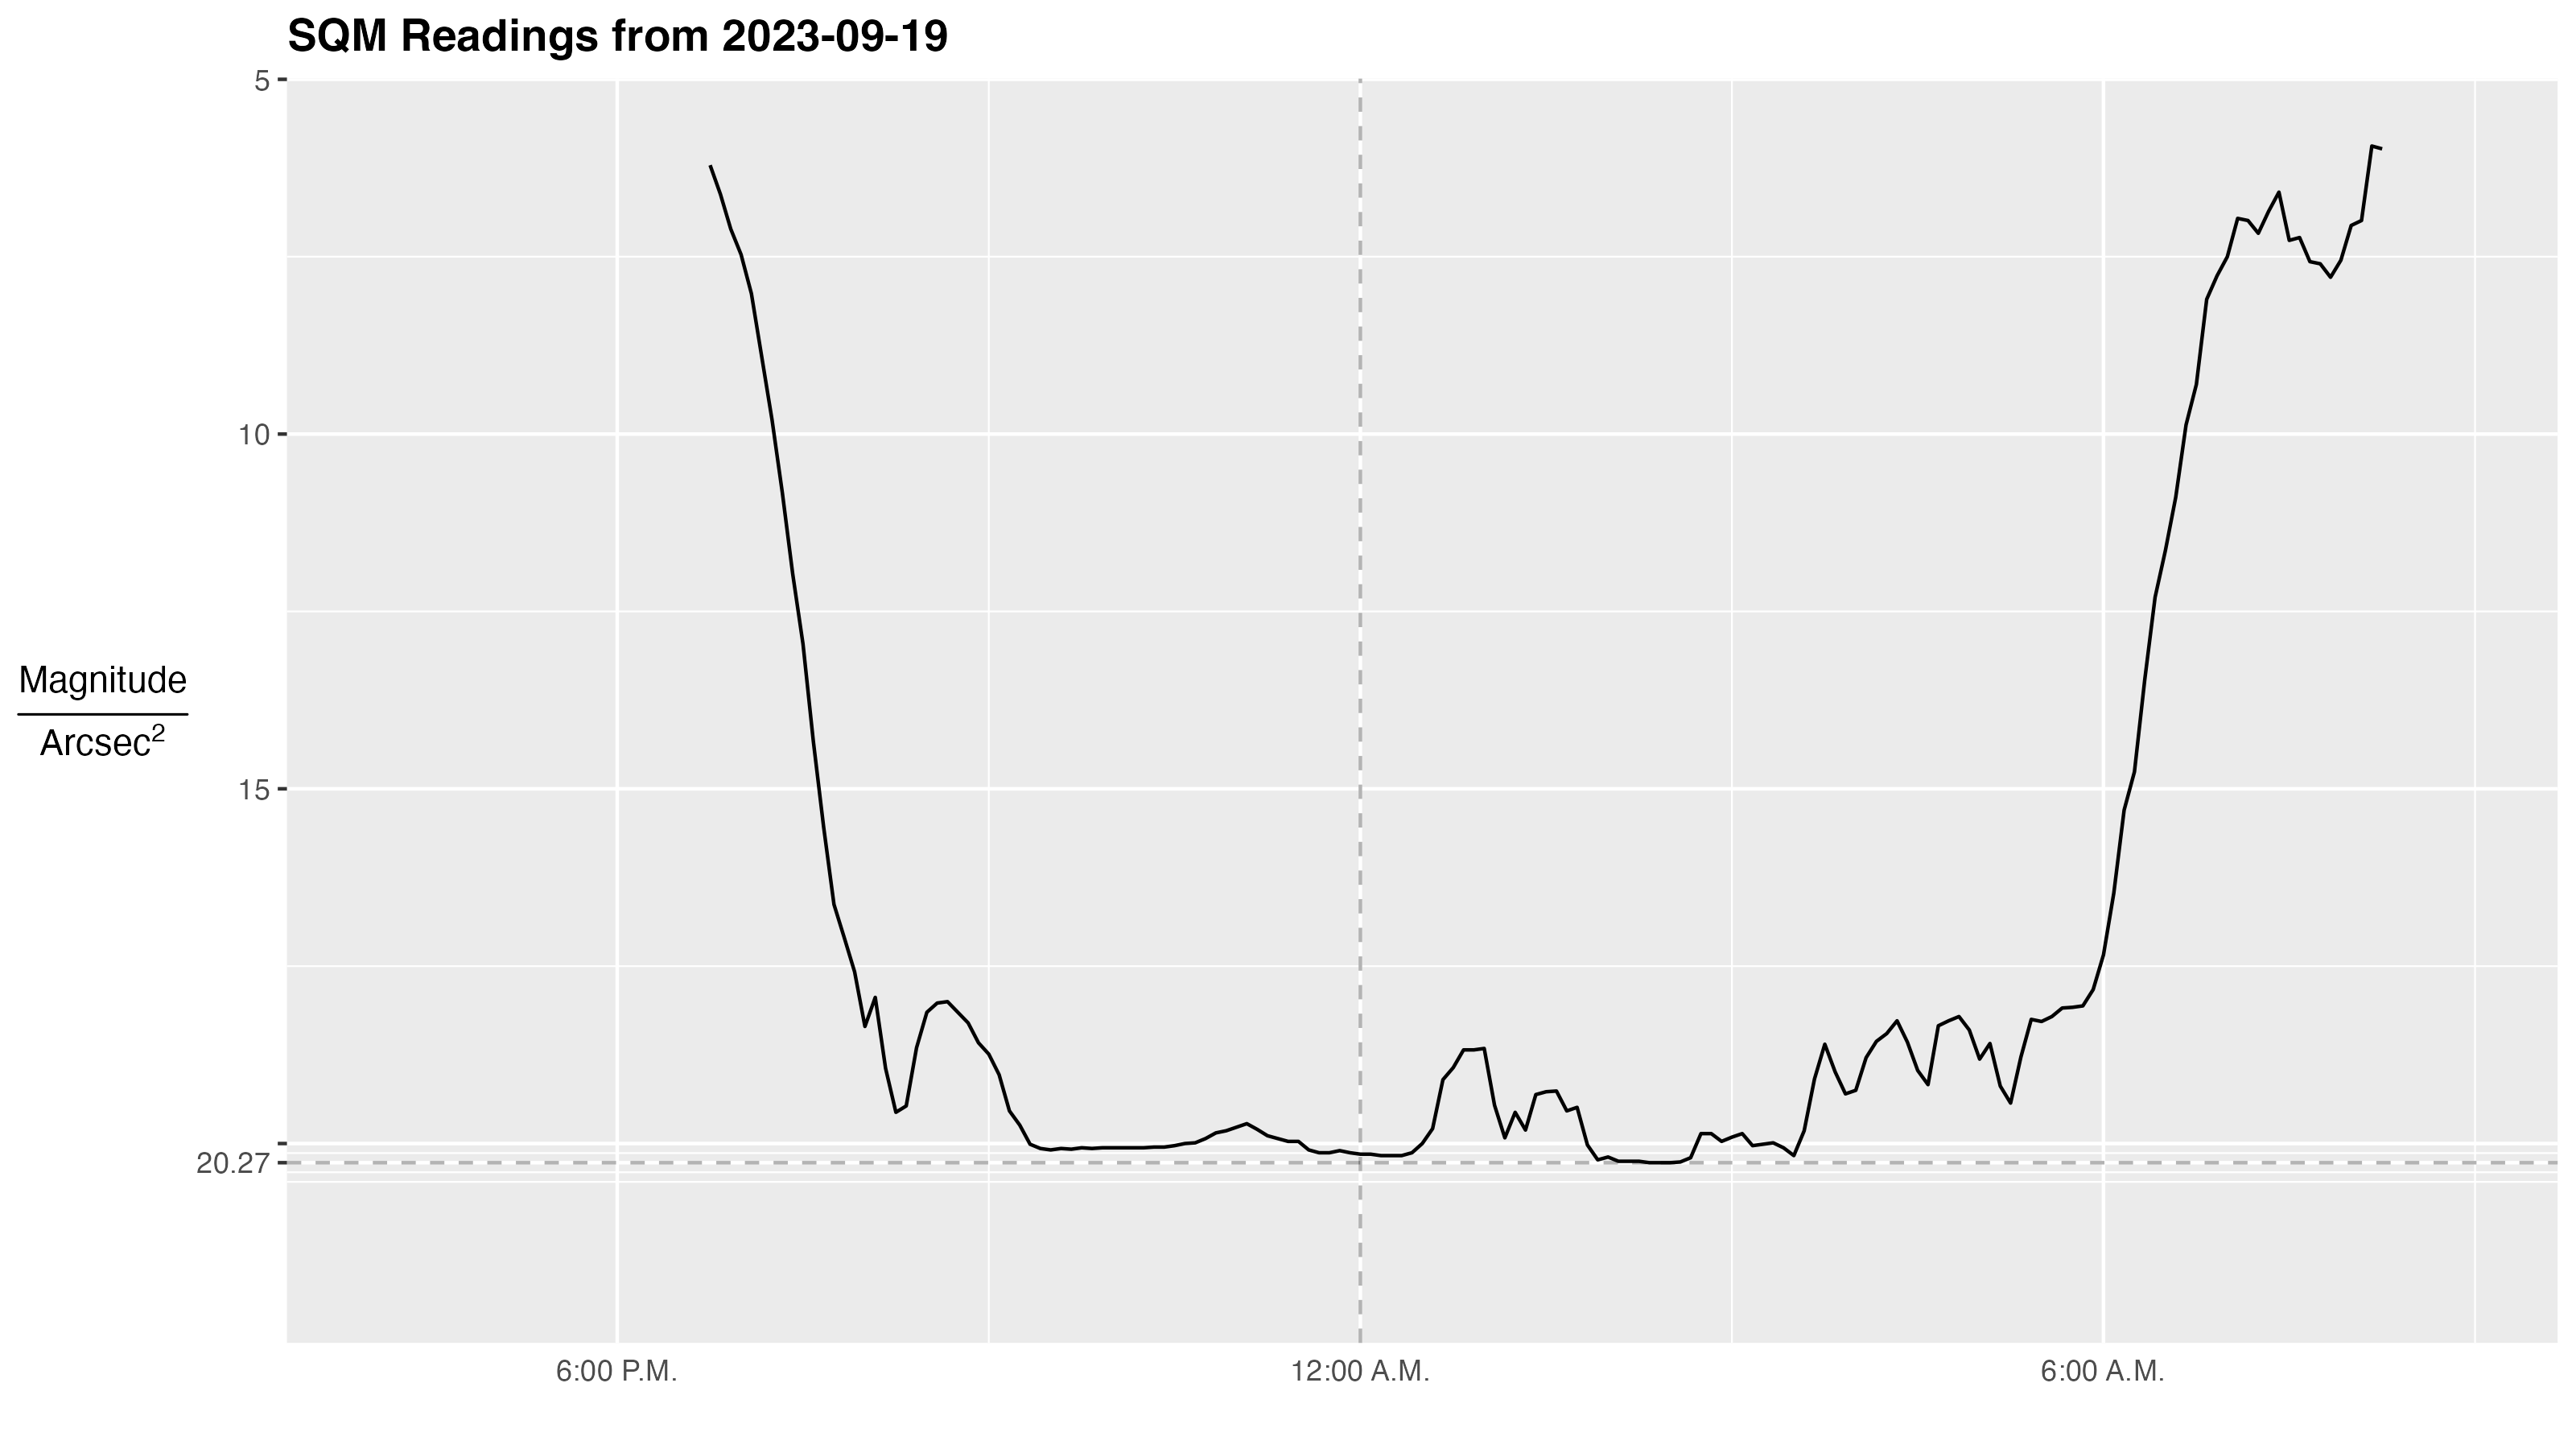 SQM Readings from 2023-09-19
5
10
15
20.27
Magnitude
Arcsec²
6:00 P.M.
12:00 A.M.
6:00 A.M.